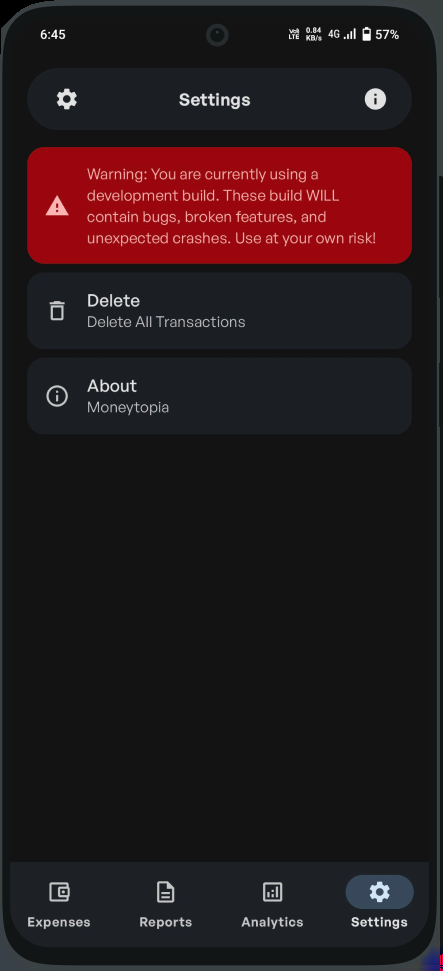 6:45
Vo) LTE 0.84 KB/s 4G 57%
Settings
Warning: You are currently using a
development build. These build WILL
contain bugs, broken features, and
unexpected crashes. Use at your own risk!
Delete
Delete All Transactions
About
Moneytopia
Expenses Reports Analytics Settings